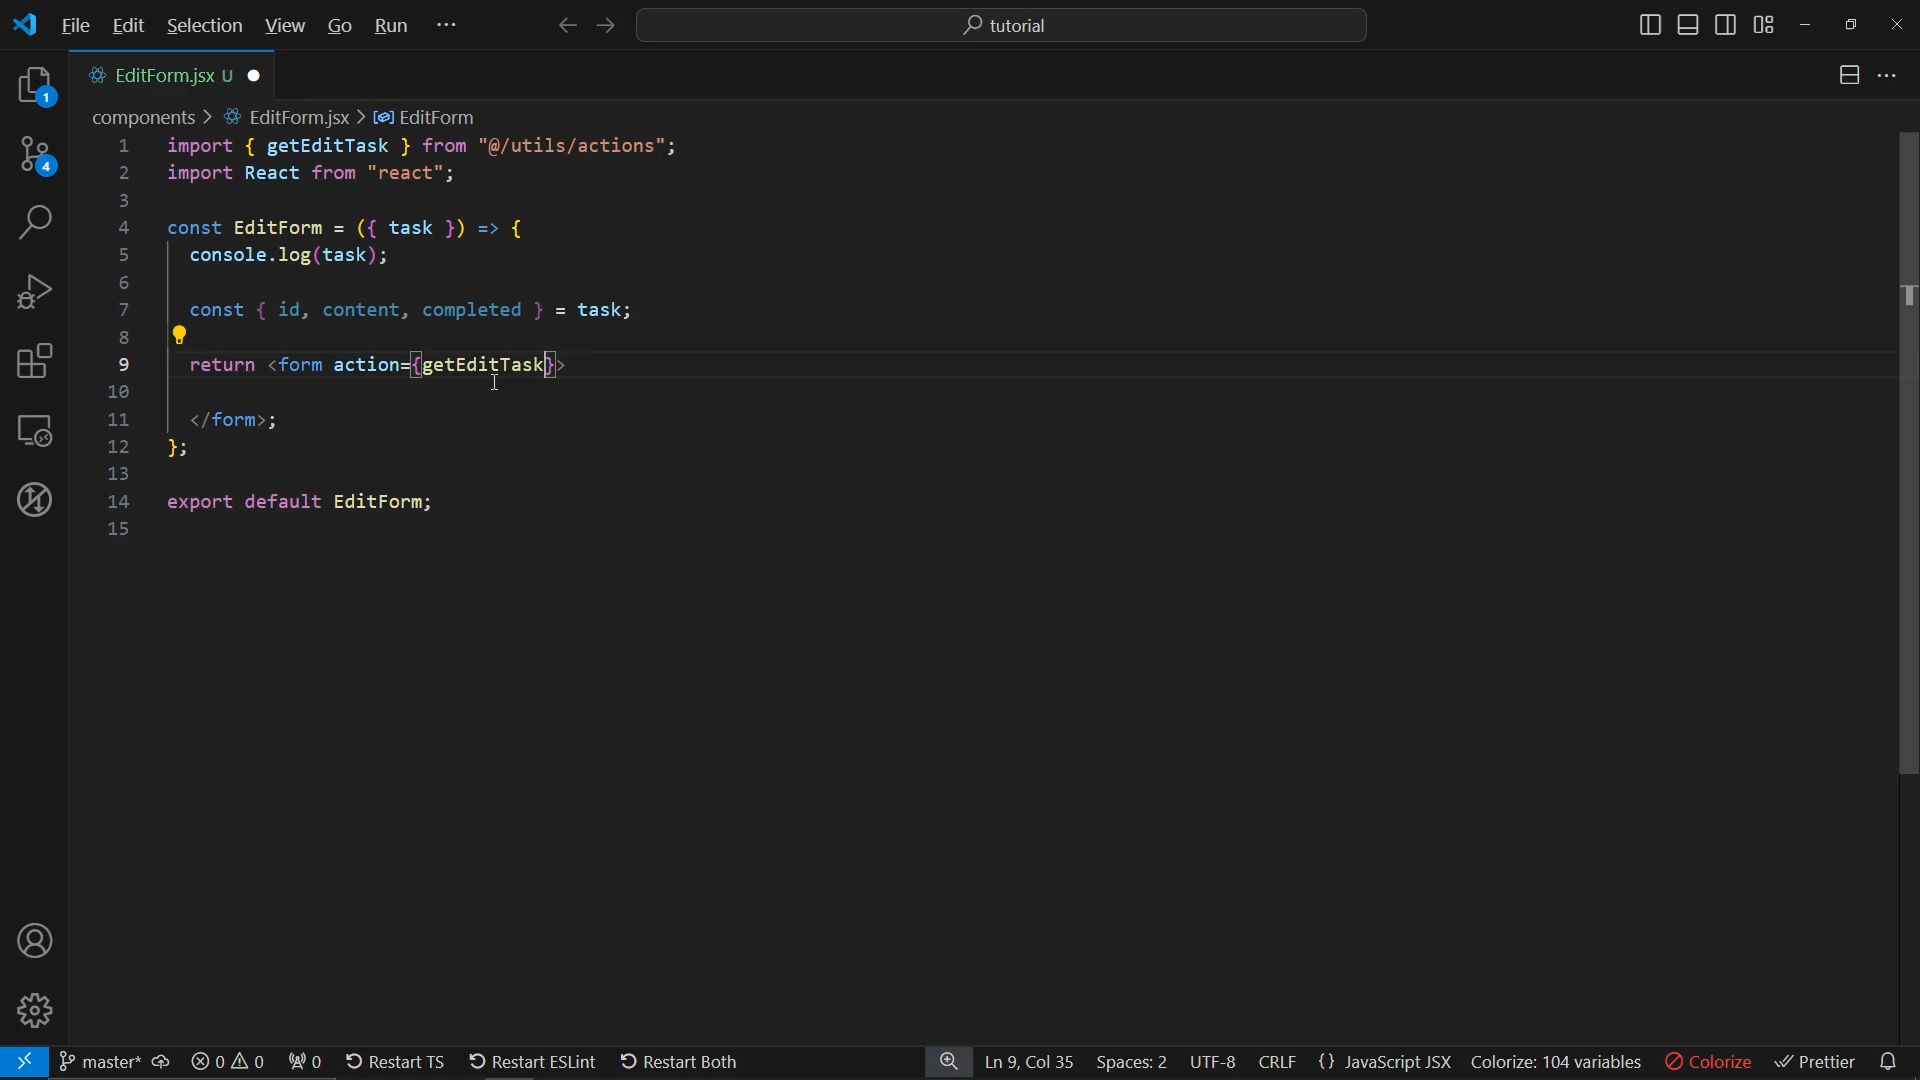 File Edit Selection View Go Run ··· tutorial
EditForm.jsx U
components > EditForm.jsx > EditForm
1 import { getEditTask } from "@/utils/actions";
2 import React from "react";
3
4 const EditForm = ({ task }) => {
5 console.log(task);
6
7 const { id, content, completed } = task;
8
9 return <form action={getEditTask}>
10
11 </form>;
12 };
13
14 export default EditForm;
15
1
4
master* 0 0 0 Restart TS Restart ESLint Restart Both Ln 9, Col 35 Spaces: 2 UTF-8 CRLF {} JavaScript JSX Colorize: 104 variables Colorize Prettier